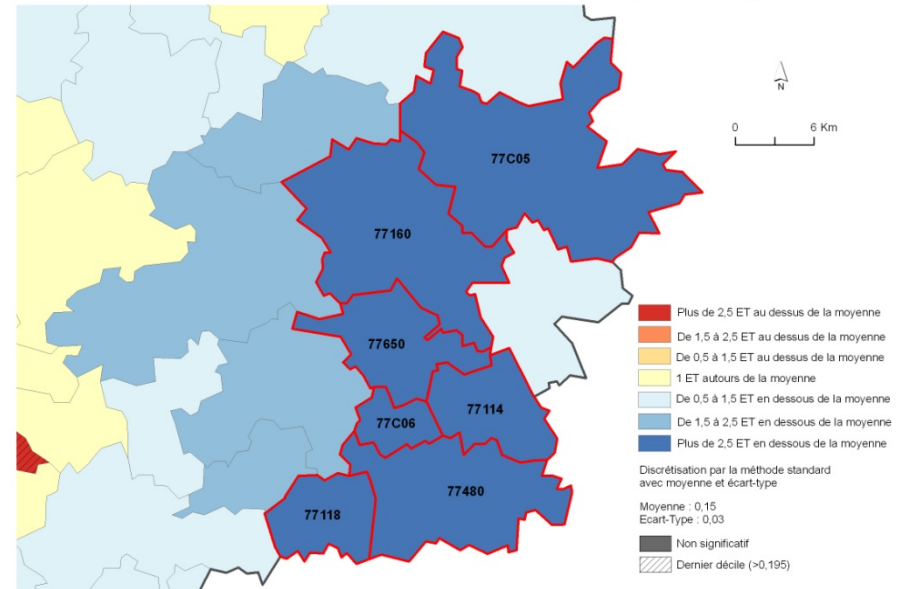 N
0 6 Km
77C05
77160
77650
77114
77C06
77480
77118
Plus de 2,5 ET au dessus de la moyenne
De 1,5 à 2,5 ET au dessus de la moyenne
De 0,5 à 1,5 ET au dessus de la moyenne
1 ET autours de la moyenne
De 0,5 à 1,5 ET en dessous de la moyenne
De 1,5 à 2,5 ET en dessous de la moyenne
Plus de 2,5 ET en dessous de la moyenne
Discrétisation par la méthode standard
avec moyenne et écart-type
Moyenne : 0,15
Ecart-Type : 0,03
Non significatif
Dernier décile (>0,195)